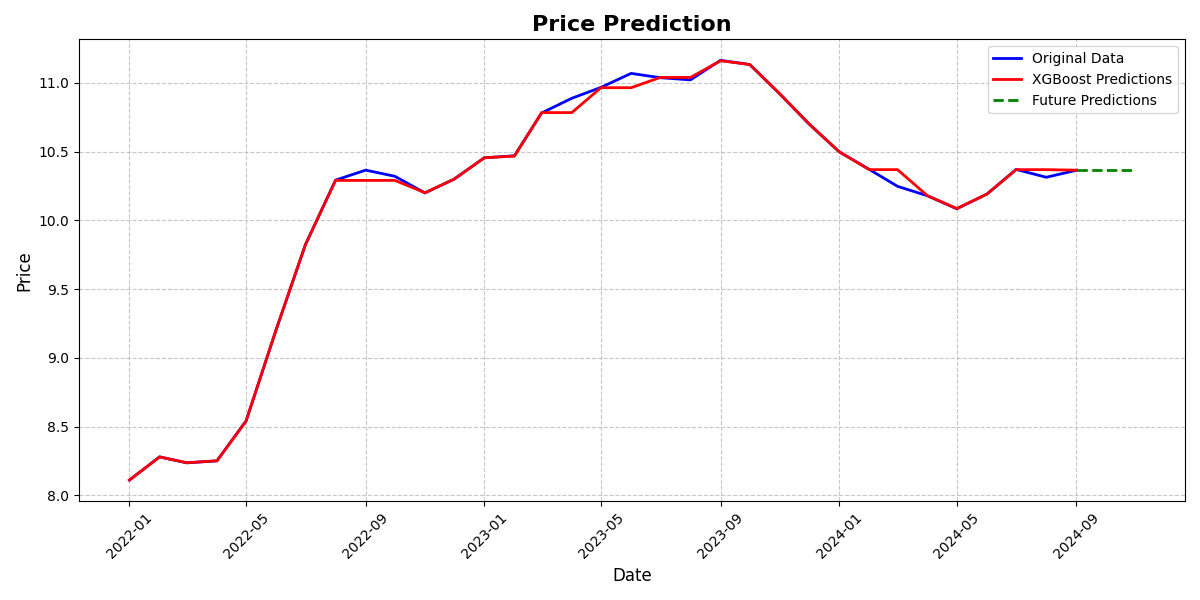 Price Prediction
Original Data
XGBoost Predictions
Future Predictions
Price
11.0
10.5
10.0
9.5
9.0
8.5
8.0
2022-01
2022-05
2022-09
2023-01
2023-05
2023-09
2024-01
2024-05
2024-09
Date